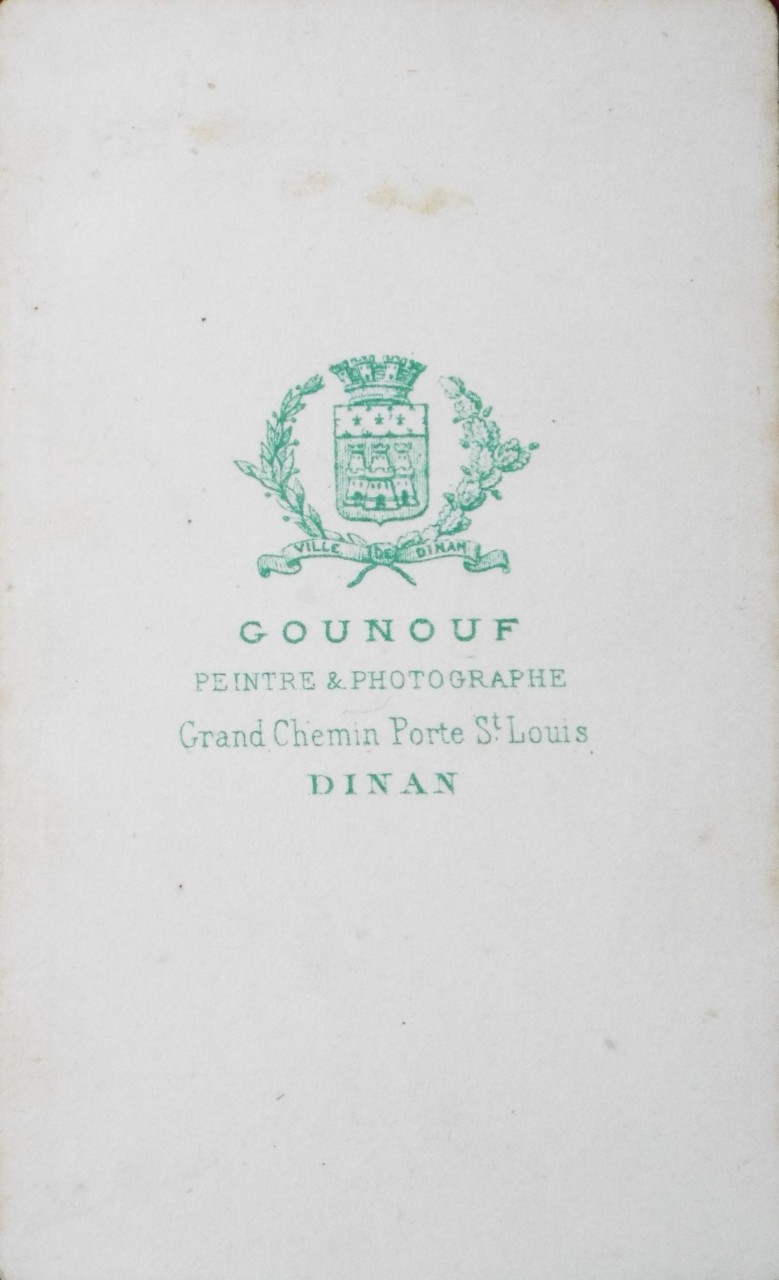 VILLE DE DINAN
GOUNOUF
PEINTRE & PHOTOGRAPHE
Grand Chemin Porte St. Louis
DINAN